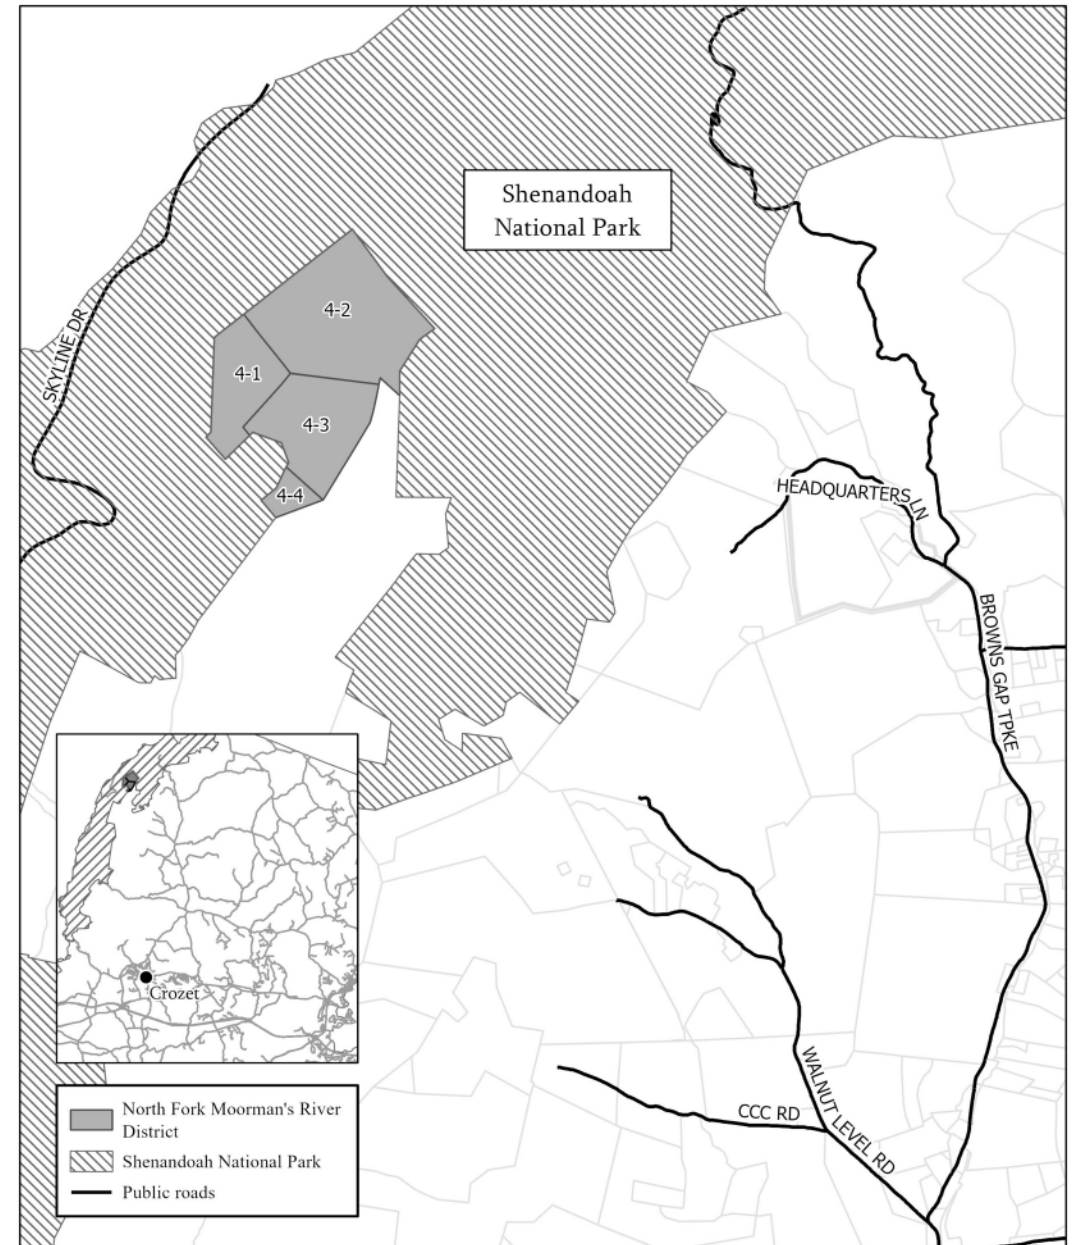 Shenandoah
National Park
SKYLINE DR
4-2
4-1
4-3
4-4
HEADQUARTERS LN
BROWNS GAP TPKE
Crozet
WALNUT LEVEL RD
CCC RD
North Fork Moorman's River
District
Shenandoah National Park
Public roads